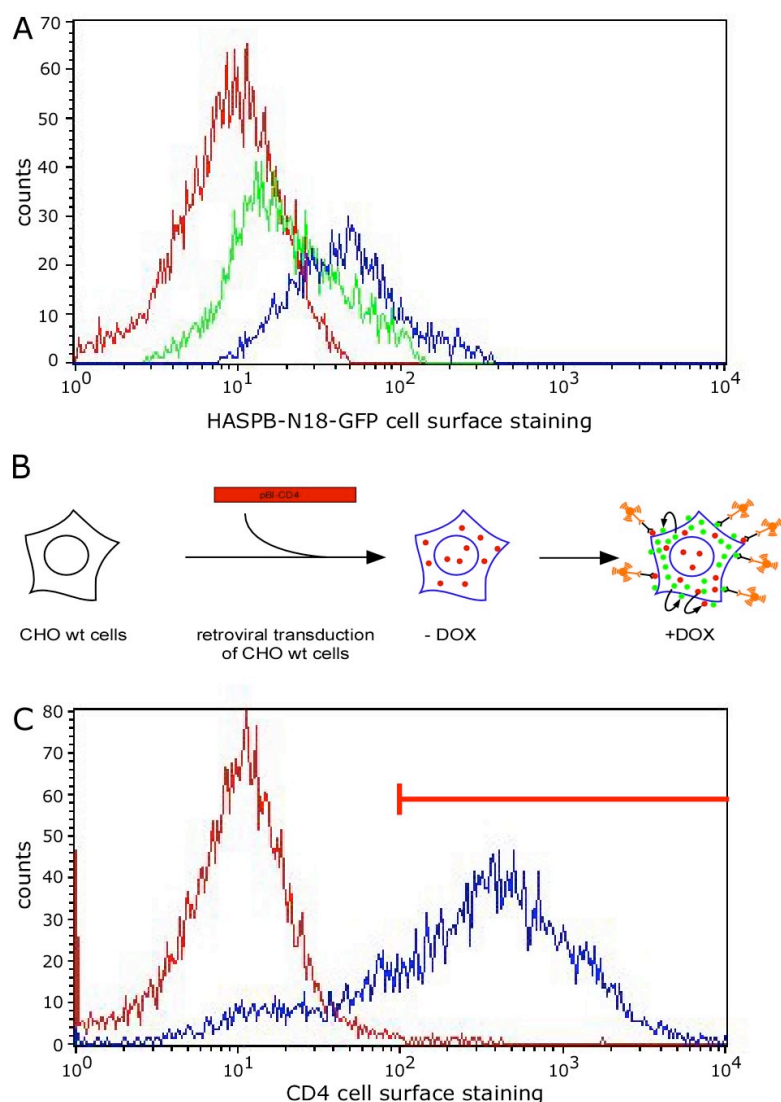 A
70
60
50
40
30
20
10
0
counts
10^0 10^1 10^2 10^3 10^4
HASPB-N18-GFP cell surface staining
B
pBI-CD4
CHO wt cells
retroviral transduction
of CHO wt cells
- DOX
+DOX
C
80
70
60
50
40
30
20
10
0
counts
10^0 10^1 10^2 10^3 10^4
CD4 cell surface staining